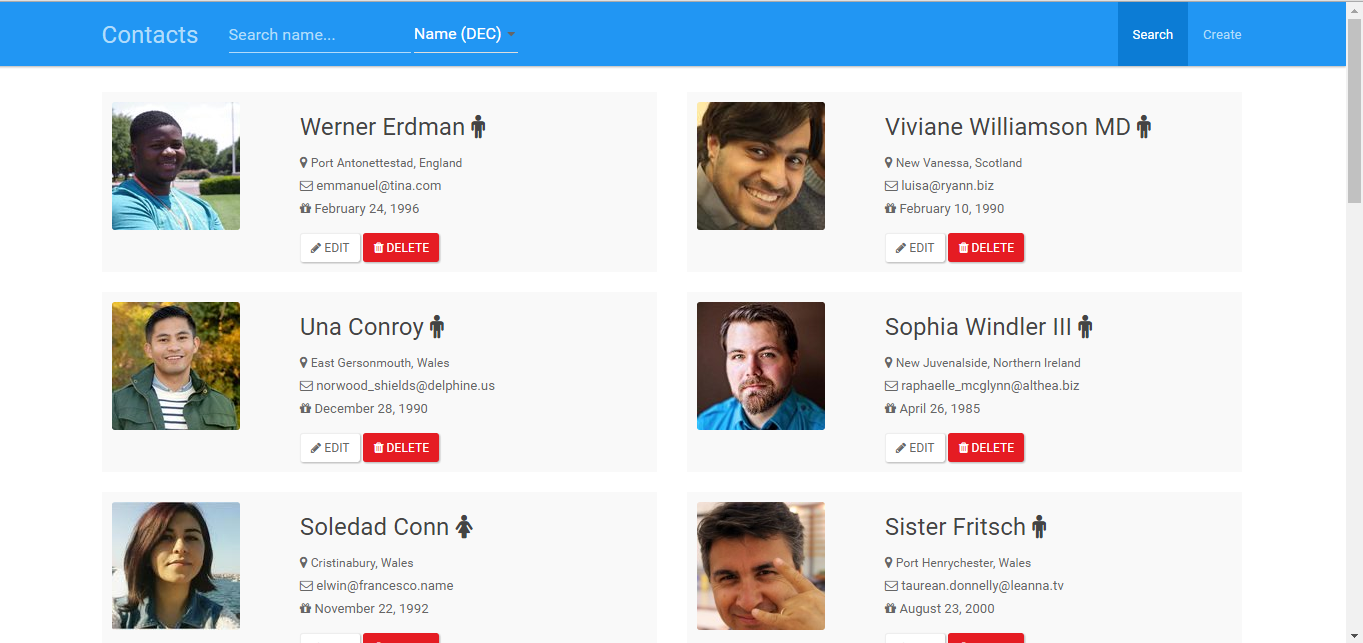 Contacts Search name... Name (DEC) Search Create
Werner Erdman
Port Antonettestad, England
emmanuel@tina.com
February 24, 1996
EDIT DELETE
Viviane Williamson MD
New Vanessa, Scotland
luisa@ryann.biz
February 10, 1990
EDIT DELETE
Una Conroy
East Gersonmouth, Wales
norwood_shields@delphine.us
December 28, 1990
EDIT DELETE
Sophia Windler III
New Juvenalside, Northern Ireland
raphaelle_mcglynn@althea.biz
April 26, 1985
EDIT DELETE
Soledad Conn
Cristinabury, Wales
elwin@francesco.name
November 22, 1992
Sister Fritsch
Port Henrychester, Wales
taurean.donnelly@leanna.tv
August 23, 2000